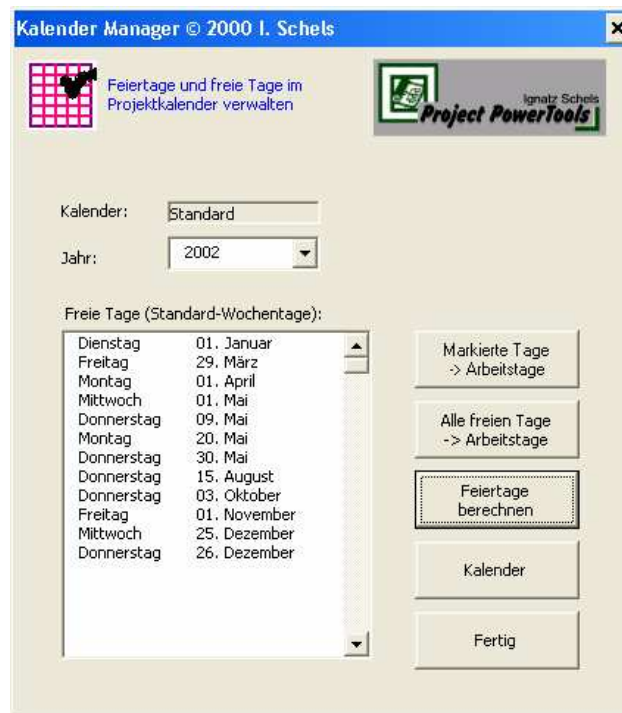 Kalender Manager © 2000 I. Schels
Feiertage und freie Tage im
Projektkalender verwalten
Ignatz Schels
Project PowerTools
Kalender: Standard
Jahr: 2002
Freie Tage (Standard-Wochentage):
Dienstag 01. Januar
Freitag 29. März
Montag 01. April
Mittwoch 01. Mai
Donnerstag 09. Mai
Montag 20. Mai
Donnerstag 30. Mai
Donnerstag 15. August
Donnerstag 03. Oktober
Freitag 01. November
Mittwoch 25. Dezember
Donnerstag 26. Dezember
Markierte Tage
-> Arbeitstage
Alle freien Tage
-> Arbeitstage
Feiertage
berechnen
Kalender
Fertig